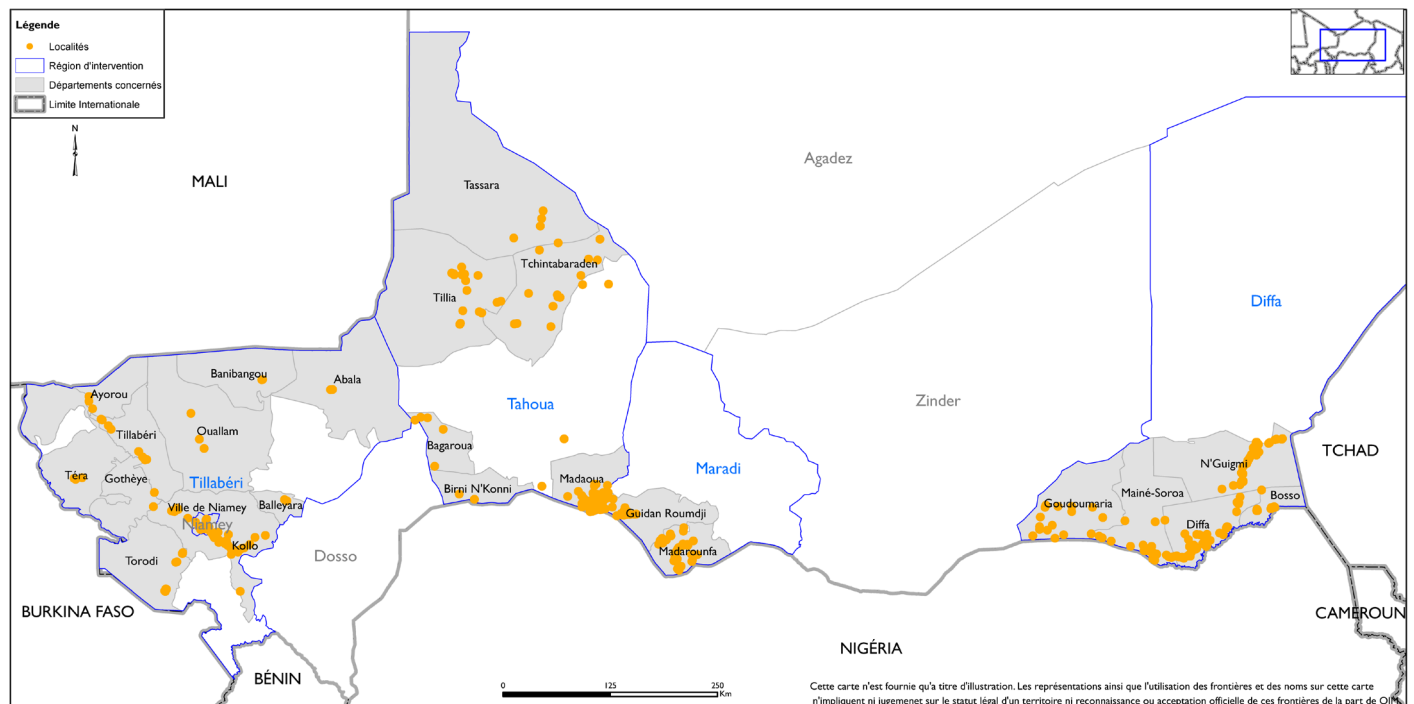 Légende
Localités
Région d'intervention
Départements concernés
Limite Internationale
N
MALI
Agadez
Tassara
Tchintabaraden
Tillia
Diffa
Banibangou
Abala
Ayorou
Tahoua
Zinder
Tillabéri
Ouallam
Bagaroua
TCHAD
N'Guigmi
Maradi
Téra
Gothèye
Tillabéri
Madaoua
Birni N'Konni
Mainé-Soroa
Bosso
Goudoumaria
Ville de Niamey
Balleyara
Guidan Roumdji
Niamey
Diffa
Kollo
Madarounfa
Dosso
Torodi
BURKINA FASO
CAMEROUN
NIGÉRIA
BÉNIN
0 125 250
Km
Cette carte n'est fournie qu'a titre d'illustration. Les représentations ainsi que l'utilisation des frontières et des noms sur cette carte
n'impliquent ni jugemenet sur le statut légal d'un territoire ni reconnaissance ou acceptation officielle de ces frontières de la part de OIM.